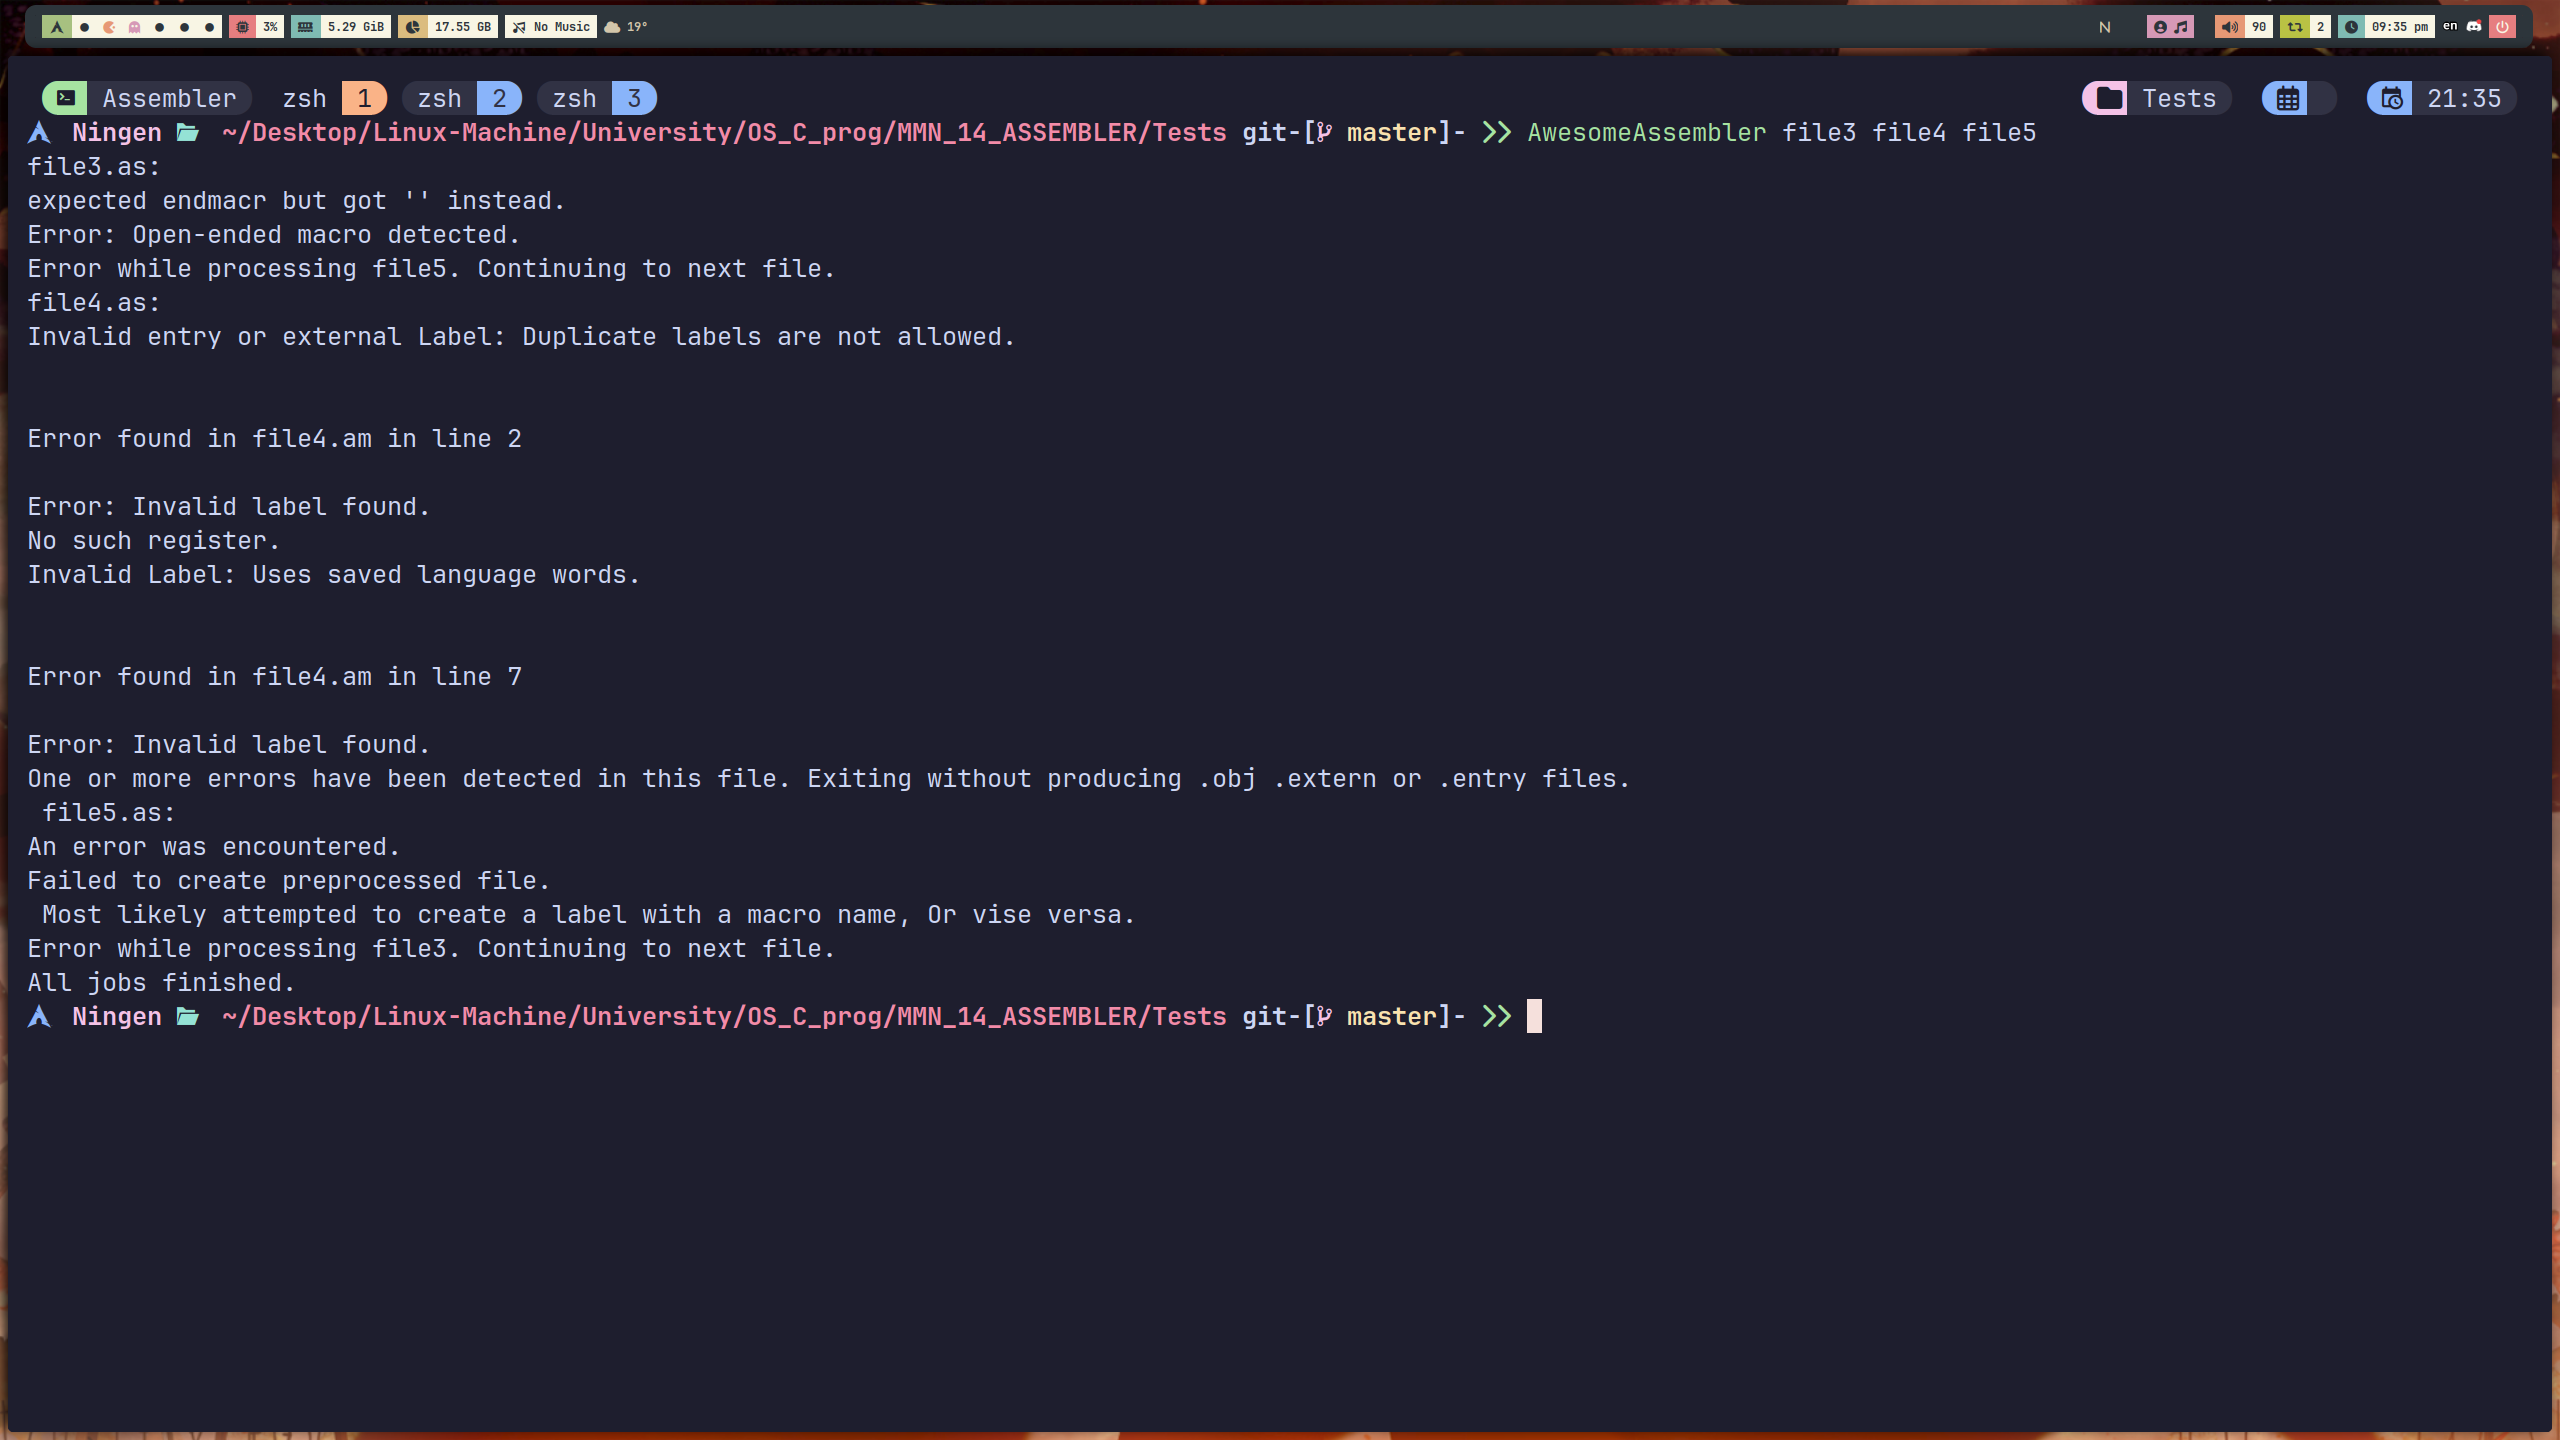 3% 5.29 GiB 17.55 GB No Music 19° N 90 2 09:35 pm en
Assembler zsh 1 zsh 2 zsh 3 Tests 21:35
Ningen ~/Desktop/Linux-Machine/University/OS_C_prog/MMN_14_ASSEMBLER/Tests git-[ master]- >> AwesomeAssembler file3 file4 file5
file3.as:
expected endmacr but got '' instead.
Error: Open-ended macro detected.
Error while processing file5. Continuing to next file.
file4.as:
Invalid entry or external Label: Duplicate labels are not allowed.
Error found in file4.am in line 2
Error: Invalid label found.
No such register.
Invalid Label: Uses saved language words.
Error found in file4.am in line 7
Error: Invalid label found.
One or more errors have been detected in this file. Exiting without producing .obj .extern or .entry files.
file5.as:
An error was encountered.
Failed to create preprocessed file.
Most likely attempted to create a label with a macro name, Or vise versa.
Error while processing file3. Continuing to next file.
All jobs finished.
Ningen ~/Desktop/Linux-Machine/University/OS_C_prog/MMN_14_ASSEMBLER/Tests git-[ master]- >>